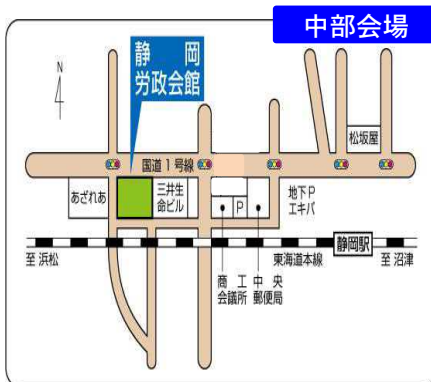 中部会場
静岡
労政会館
N
松坂屋
国道1号線
あざれあ
三井生
命ビル
P
地下P
エキパ
静岡駅
至浜松
東海道本線
至沼津
商工
会議所
中央
郵便局